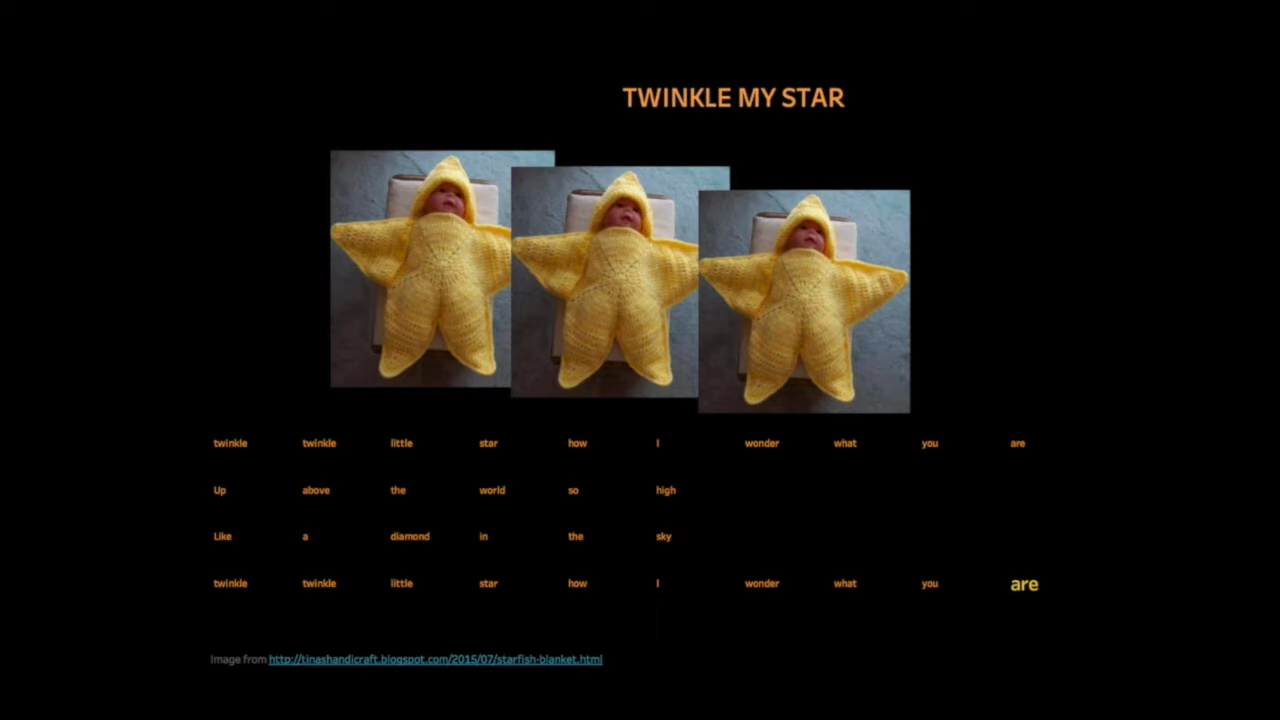 TWINKLE MY STAR
twinkle twinkle little star how I wonder what you are
Up above the world so high
Like a diamond in the sky
twinkle twinkle little star how I wonder what you are
Image from http://tinashandicraft.blogspot.com/2015/07/starfish-blanket.html